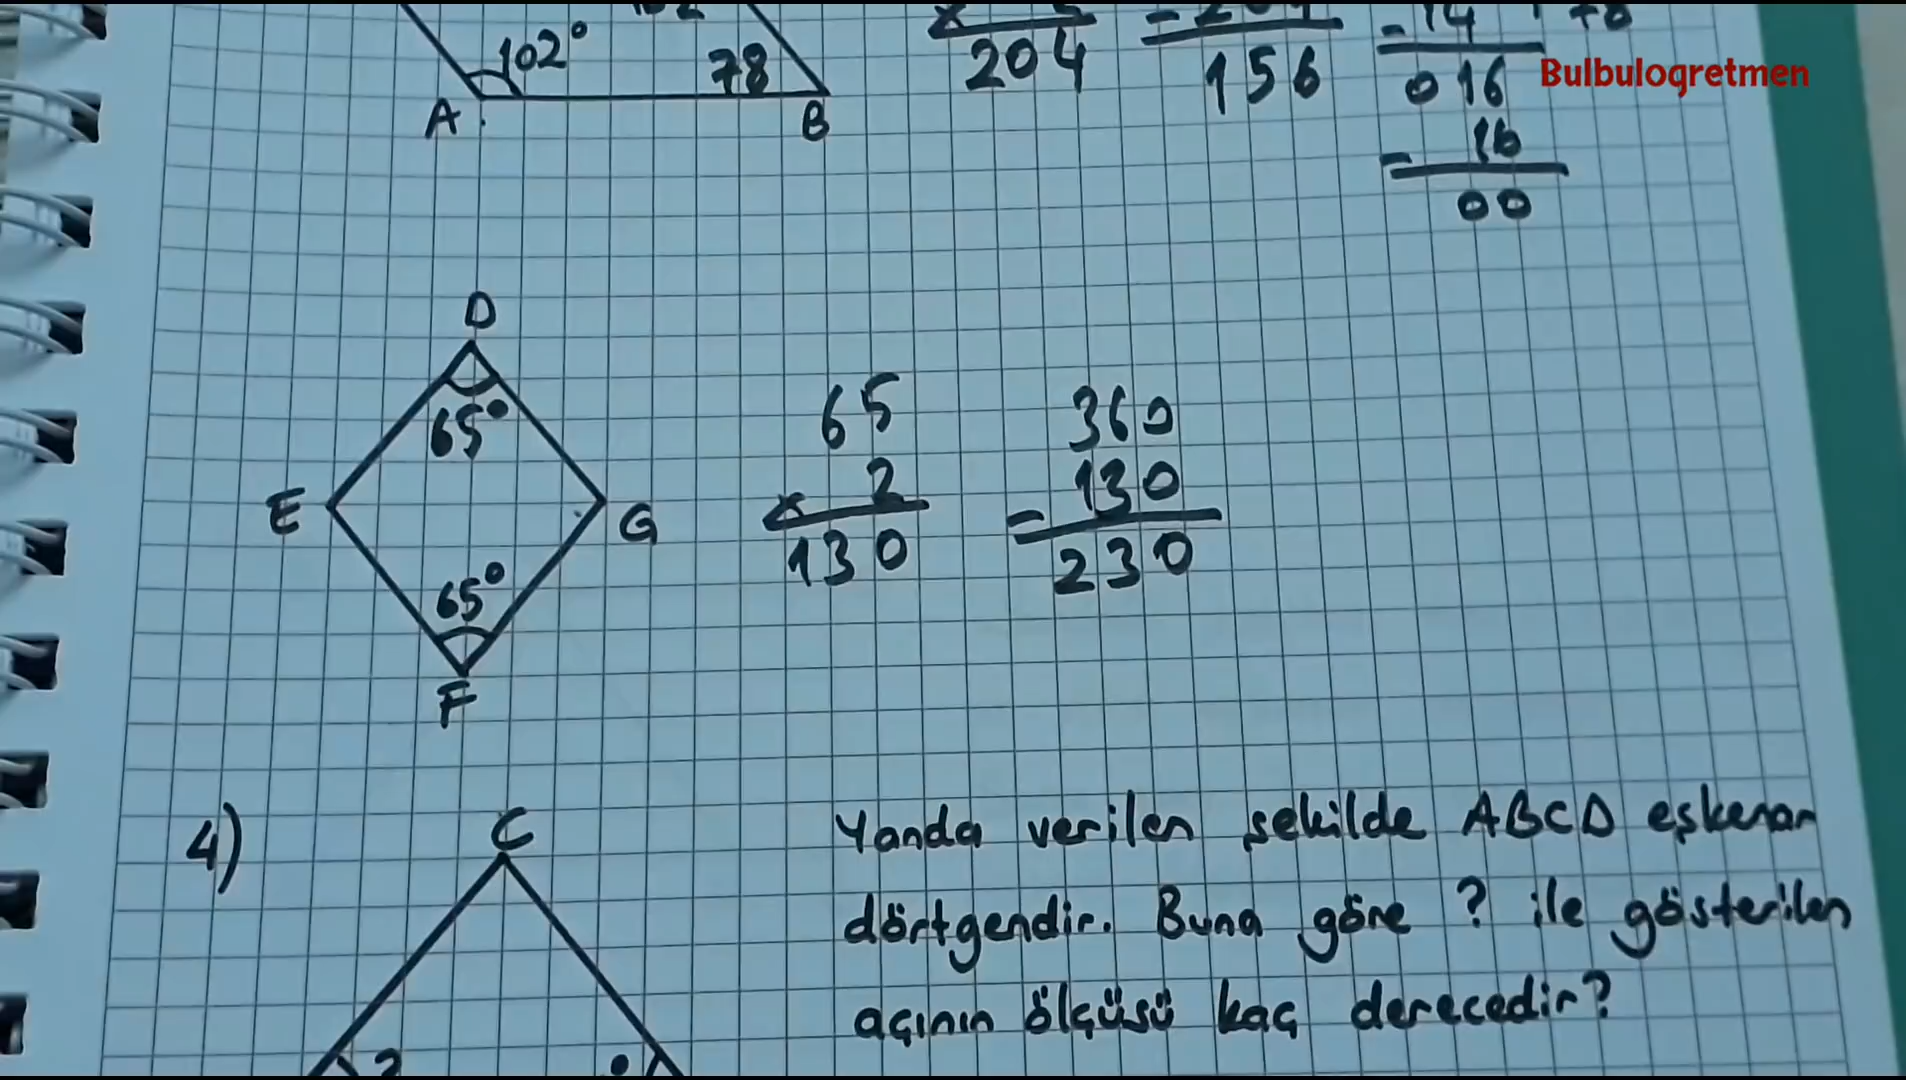 102°
78
A
B
204
156
016
16
00
Bulbulogretmen
D
65°
E
G
65°
F
65
x 2
130
360
- 130
230
4)
C
Yanda verilen şekilde ABCD eşkenar
dörtgendir. Buna göre ? ile gösterilen
açının ölçüsü kaç derecedir?